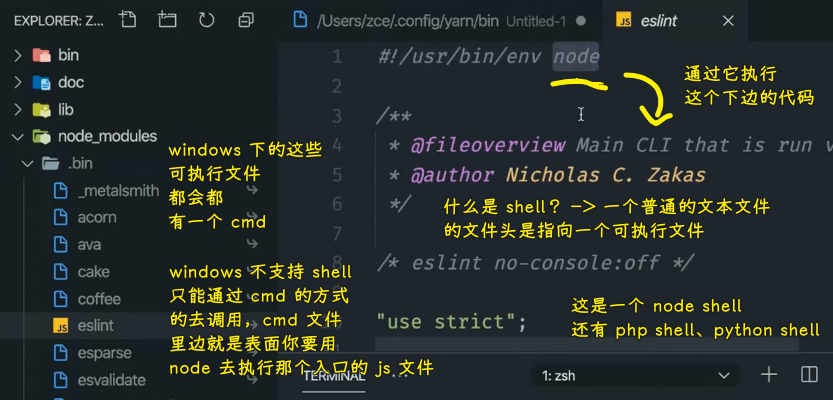 EXPLORER: Z...
/Users/zce/.config/yarn/bin Untitled-1
eslint
bin
doc
lib
node_modules
.bin
_metalsmith
acorn
ava
cake
coffee
eslint
esparse
esvalidate
windows 下的这些
可执行文件
都会都
有一个 cmd
windows 不支持 shell
只能通过 cmd 的方式
的去调用，cmd 文件
里边就是表面你要用
node 去执行那个入口的 js 文件
1 #!/usr/bin/env node
2
3 /**
4 * @fileoverview Main CLI that is run
5 * @author Nicholas C. Zakas
6 */
7
8 /* eslint no-console:off */
"use strict";
通过它执行
这个下边的代码
什么是 shell？ -> 一个普通的文本文件
的文件头是指向一个可执行文件
这是一个 node shell
还有 php shell、python shell
TERMINAL ...
1: zsh